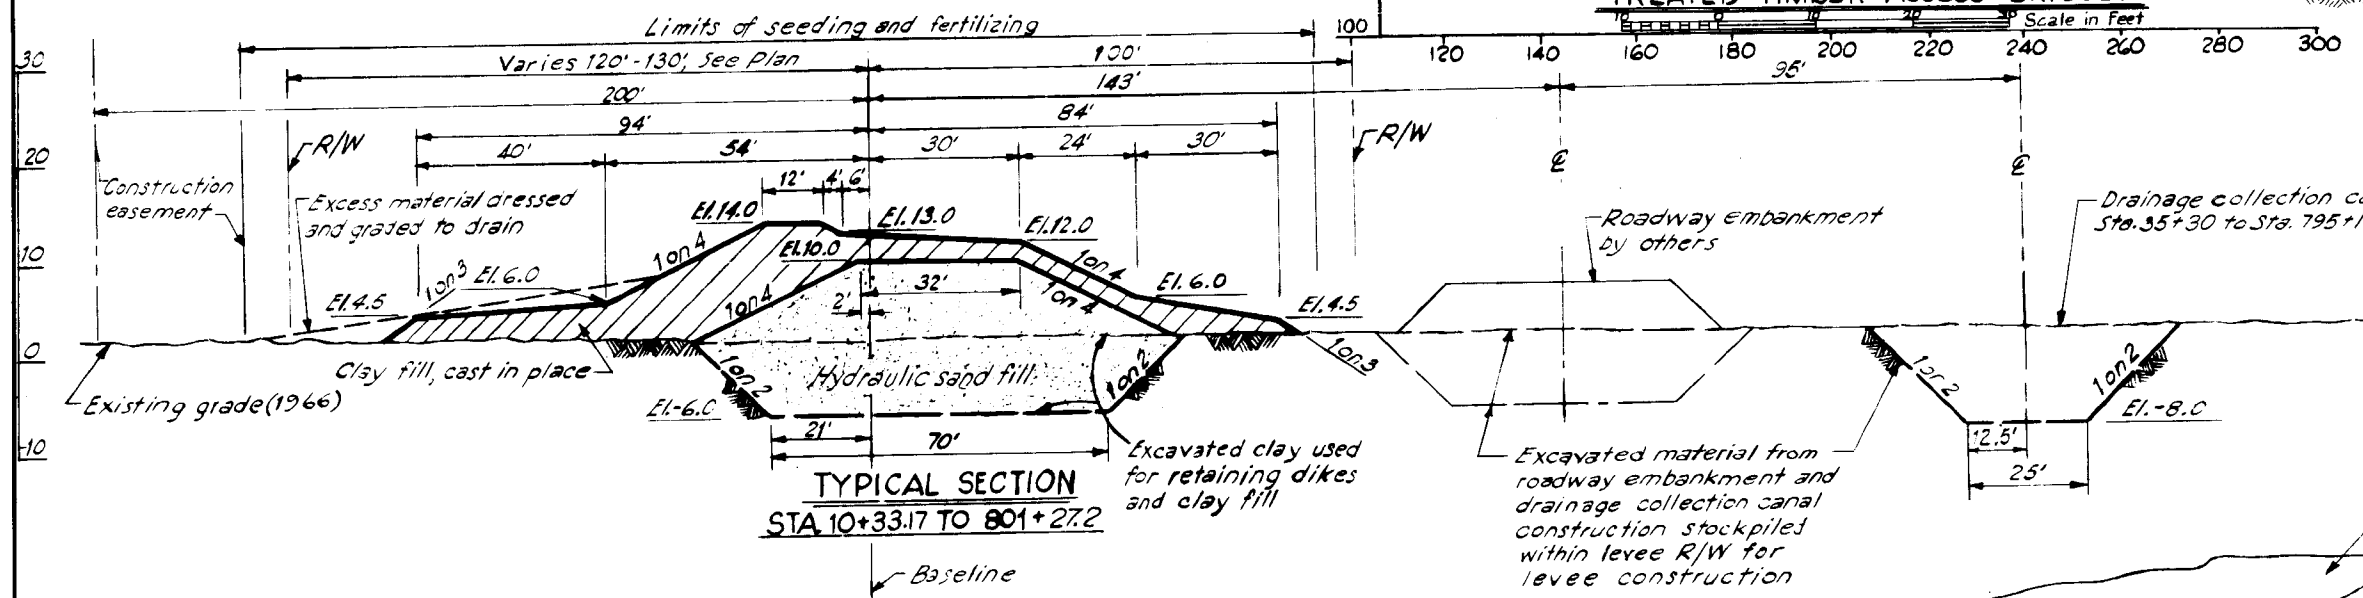 TREATED TIMBER ACCESS
10 0 10 20 30
Scale in Feet
Limits of seeding and fertilizing
100
120 140 160 180 200 220 240 260 280 300
30
Varies 120'-130', See Plan
100'
95'
200'
143'
94'
84'
20
R/W
40'
54'
30'
24'
30'
R/W
℄
℄
Construction
easement
12'
4'
6'
Excess material dressed
and graded to drain
El.14.0
El.13.0
El.12.0
Roadway embankment
by others
Drainage collection c
Sta.35+30 to Sta. 795+1
10
1 on 4
El.10.0
1 on 4
1 on 3
El.6.0
El.6.0
El.4.5
1 on 4
2'
32'
1 on 4
El.4.5
0
Clay fill, cast in place
Hydraulic sand fill
1 on 2
1 on 2
1 on 3
1 on 2
1 on 2
Existing grade (1966)
El.-6.0
El.-8.0
-10
21'
70'
12.5'
25'
Excavated clay used
for retaining dikes
and clay fill
Excavated material from
roadway embankment and
drainage collection canal
construction stockpiled
within levee R/W for
levee construction
TYPICAL SECTION
STA. 10+33.17 TO 801+27.2
Baseline